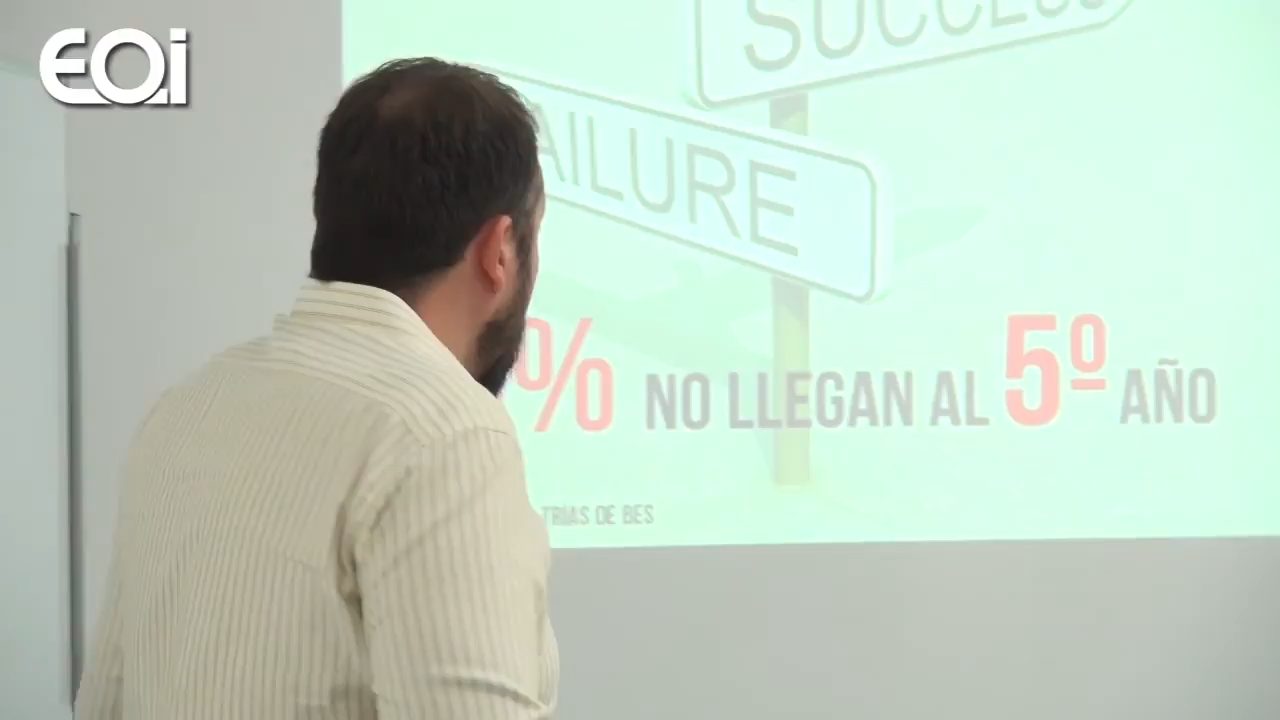 EOi
SUCCESS
AILURE
% NO LLEGAN AL 5º AÑO
TRIAS DE BES